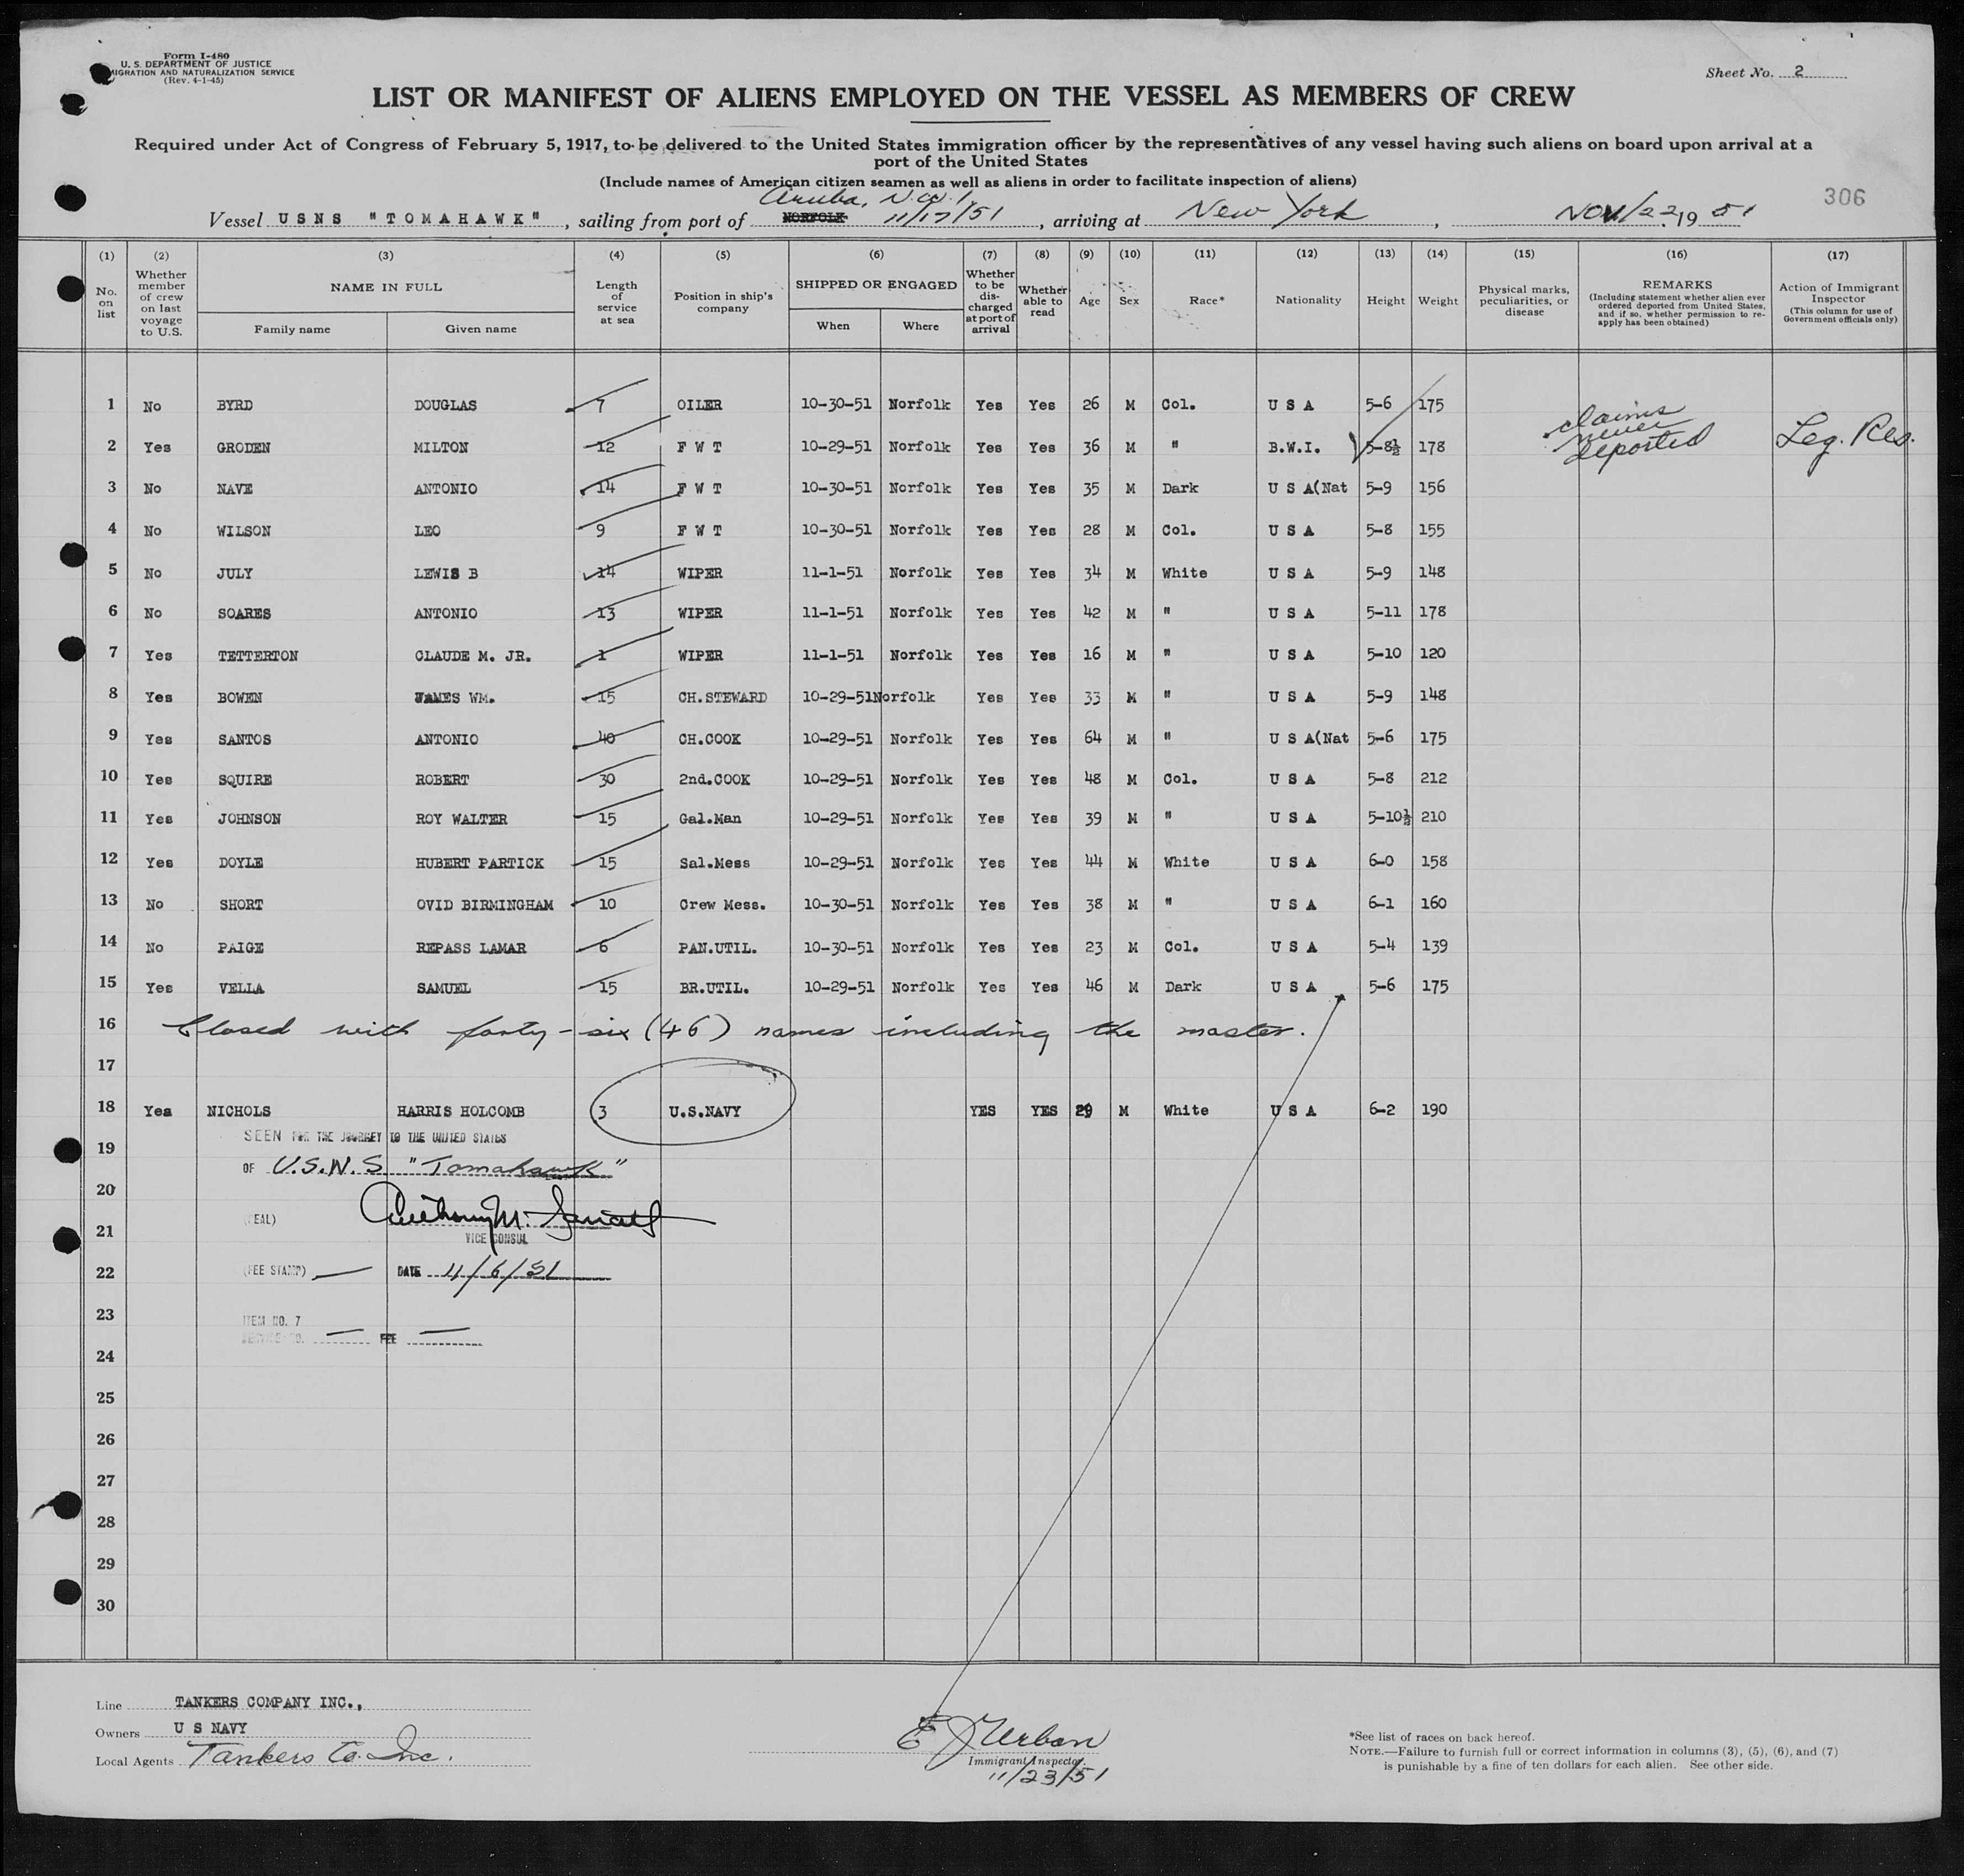 Form I-480
U. S. DEPARTMENT OF JUSTICE
MIGRATION AND NATURALIZATION SERVICE
(Rev. 4-1-45)
Sheet No. 2
LIST OR MANIFEST OF ALIENS EMPLOYED ON THE VESSEL AS MEMBERS OF CREW
Required under Act of Congress of February 5, 1917, to be delivered to the United States immigration officer by the representatives of any vessel having such aliens on board upon arrival at a
port of the United States
(Include names of American citizen seamen as well as aliens in order to facilitate inspection of aliens)
306
Aruba, N.W.I.
Vessel USNS "TOMAHAWK", sailing from port of NORFOLK 11/17/51, arriving at New York, Nov/22, 19 51
(1) (2) (3) (4) (5) (6) (7) (8) (9) (10) (11) (12) (13) (14) (15) (16) (17)
No. on list
Whether member of crew on last voyage to U.S.
NAME IN FULL
Family name
Given name
Length of service at sea
Position in ship's company
SHIPPED OR ENGAGED
When
Where
Whether to be discharged at port of arrival
Whether able to read
Age
Sex
Race*
Nationality
Height
Weight
Physical marks, peculiarities, or disease
REMARKS
(Including statement whether alien ever ordered deported from United States, and if so, whether permission to reapply has been obtained)
Action of Immigrant Inspector
(This column for use of Government officials only)
1 No BYRD DOUGLAS 7 OILER 10-30-51 Norfolk Yes Yes 26 M Col. U S A 5-6 175
2 Yes GRODEN MILTON 12 F W T 10-29-51 Norfolk Yes Yes 36 M " B.W.I. 5-8½ 178 claims never deported Leg. Res.
3 No NAVE ANTONIO 14 F W T 10-30-51 Norfolk Yes Yes 35 M Dark U S A(Nat 5-9 156
4 No WILSON LEO 9 F W T 10-30-51 Norfolk Yes Yes 28 M Col. U S A 5-8 155
5 No JULY LEWIS B 14 WIPER 11-1-51 Norfolk Yes Yes 34 M White U S A 5-9 148
6 No SOARES ANTONIO 13 WIPER 11-1-51 Norfolk Yes Yes 42 M " U S A 5-11 178
7 Yes TETTERTON CLAUDE M. JR. 1 WIPER 11-1-51 Norfolk Yes Yes 16 M " U S A 5-10 120
8 Yes BOWEN JAMES WM. 15 CH.STEWARD 10-29-51Norfolk Yes Yes 33 M " U S A 5-9 148
9 Yes SANTOS ANTONIO 40 CH.COOK 10-29-51 Norfolk Yes Yes 64 M " U S A(Nat 5-6 175
10 Yes SQUIRE ROBERT 30 2nd.COOK 10-29-51 Norfolk Yes Yes 48 M Col. U S A 5-8 212
11 Yes JOHNSON ROY WALTER 15 Gal.Man 10-29-51 Norfolk Yes Yes 39 M " U S A 5-10½ 210
12 Yes DOYLE HUBERT PARTICK 15 Sal.Mess 10-29-51 Norfolk Yes Yes 44 M White U S A 6-0 158
13 No SHORT OVID BIRMINGHAM 10 Crew Mess. 10-30-51 Norfolk Yes Yes 38 M " U S A 6-1 160
14 No PAIGE REPASS LAMAR 6 PAN.UTIL. 10-30-51 Norfolk Yes Yes 23 M Col. U S A 5-4 139
15 Yes VELLA SAMUEL 15 BR.UTIL. 10-29-51 Norfolk Yes Yes 46 M Dark U S A 5-6 175
16 Closed with forty-six (46) names including the master.
17
18 Yes NICHOLS HARRIS HOLCOMB 3 U.S.NAVY YES YES 29 M White U S A 6-2 190
SEEN FOR THE JOURNEY TO THE UNITED STATES
19
OF U.S.N.S "Tomahawk"
20
(SEAL) Anthony M.
21
VICE CONSUL
22 (FEE STAMP) — DATE 11/6/51
23 ITEM NO. 7
SERVICE NO. — FEE —
24
25
26
27
28
29
30
Line TANKERS COMPANY INC.,
Owners U S NAVY
Local Agents Tankers Co. Inc.
E J Urban
Immigrant Inspector.
11/23/51
*See list of races on back hereof.
NOTE.—Failure to furnish full or correct information in columns (3), (5), (6), and (7)
is punishable by a fine of ten dollars for each alien. See other side.